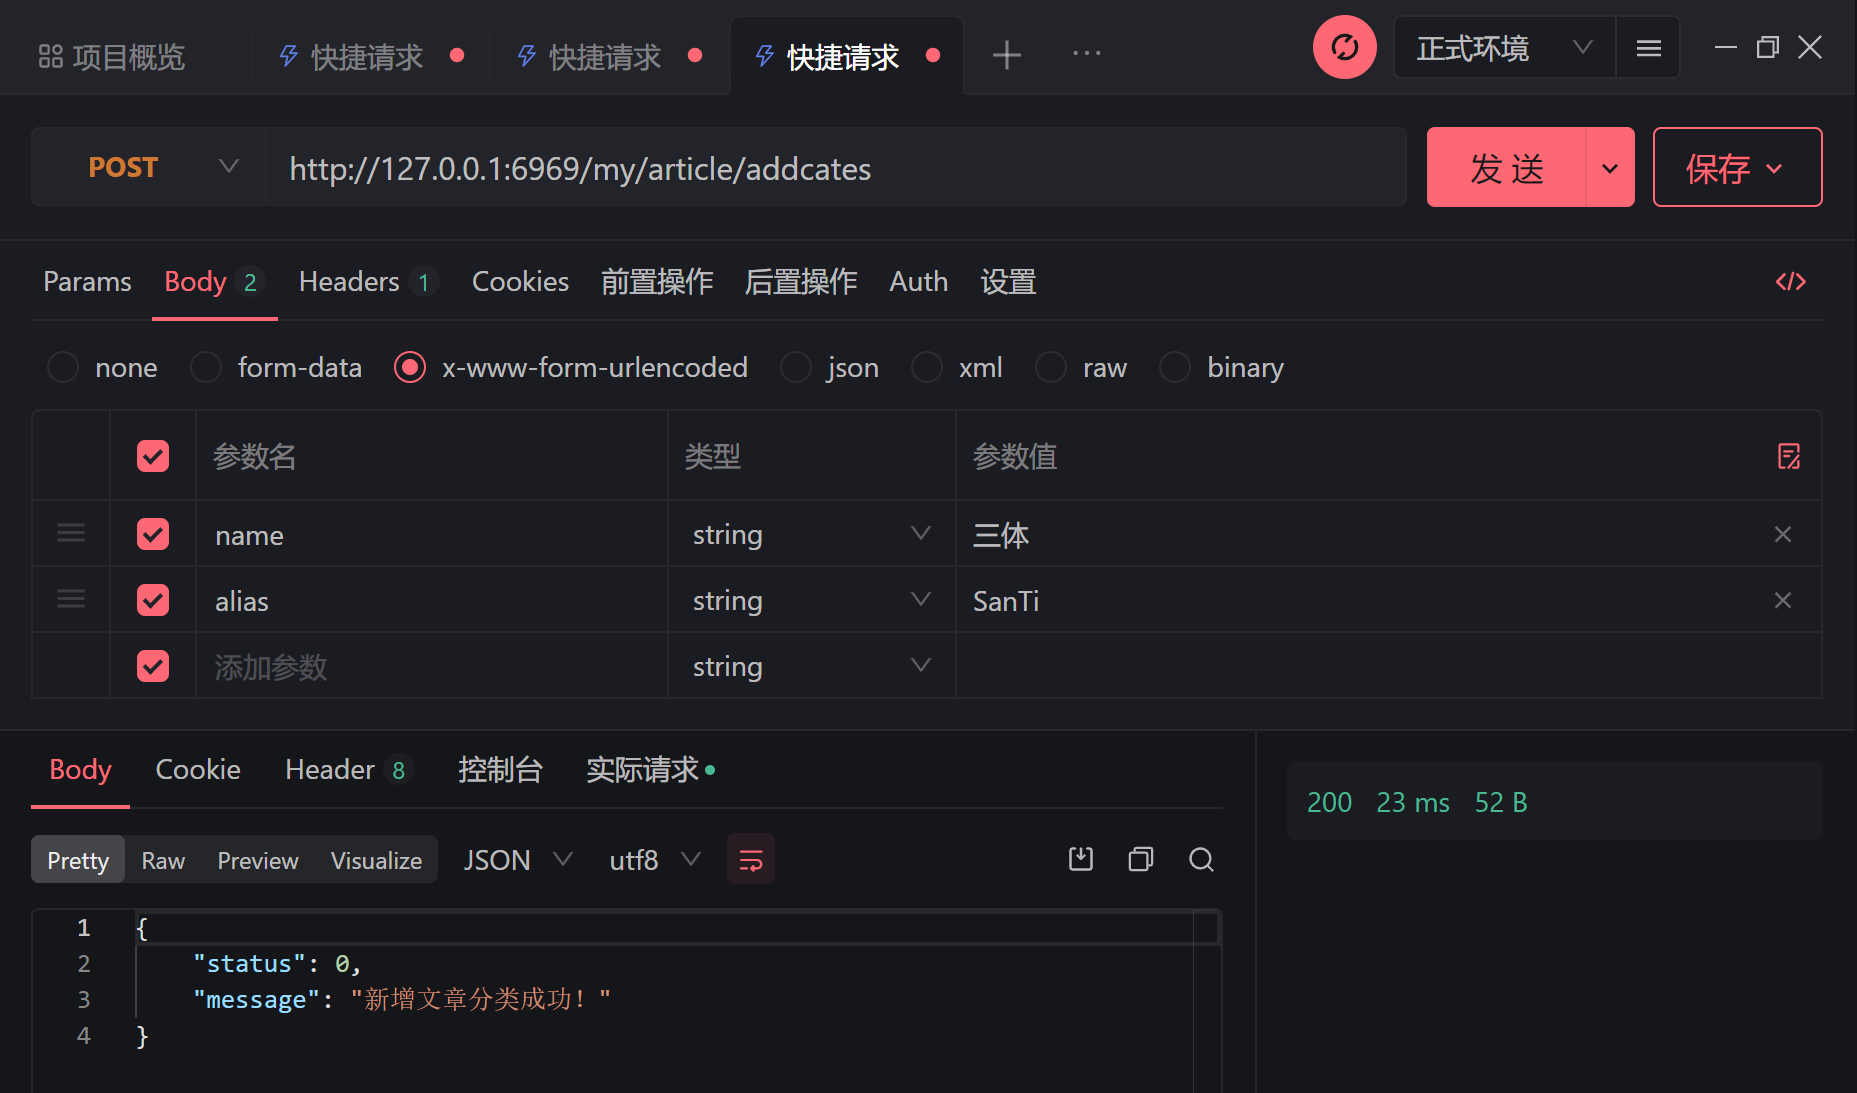 项目概览 快捷请求 快捷请求 快捷请求 正式环境
POST http://127.0.0.1:6969/my/article/addcates 发 送 保存
Params Body 2 Headers 1 Cookies 前置操作 后置操作 Auth 设置
none form-data x-www-form-urlencoded json xml raw binary
参数名 类型 参数值
name string 三体
alias string SanTi
添加参数 string
Body Cookie Header 8 控制台 实际请求
200 23 ms 52 B
Pretty Raw Preview Visualize JSON utf8
1 {
2 "status": 0,
3 "message": "新增文章分类成功！"
4 }